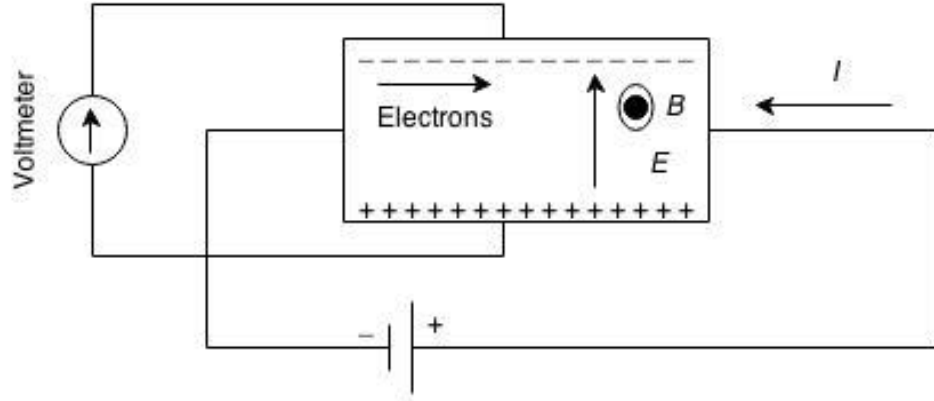 Voltmeter
– – – – – – – – – – – – – – –
I
Electrons
B
E
+ + + + + + + + + + + + + + +
– +